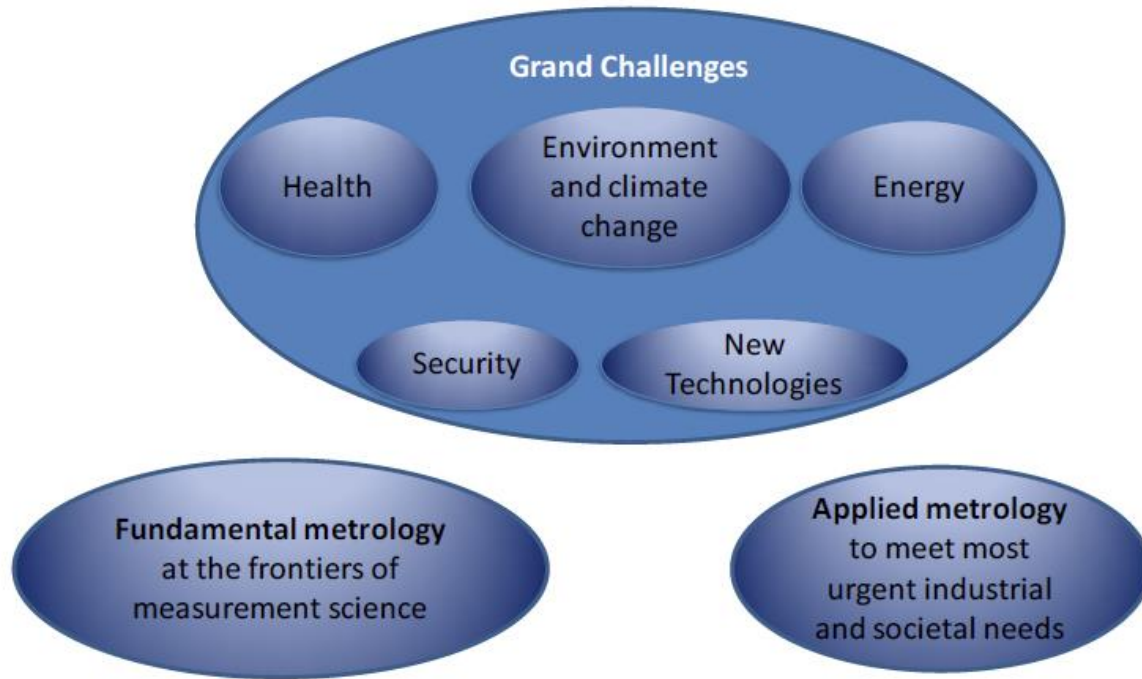 Grand Challenges
Health
Environment
and climate
change
Energy
Security
New
Technologies
Fundamental metrology
at the frontiers of
measurement science
Applied metrology
to meet most
urgent industrial
and societal needs